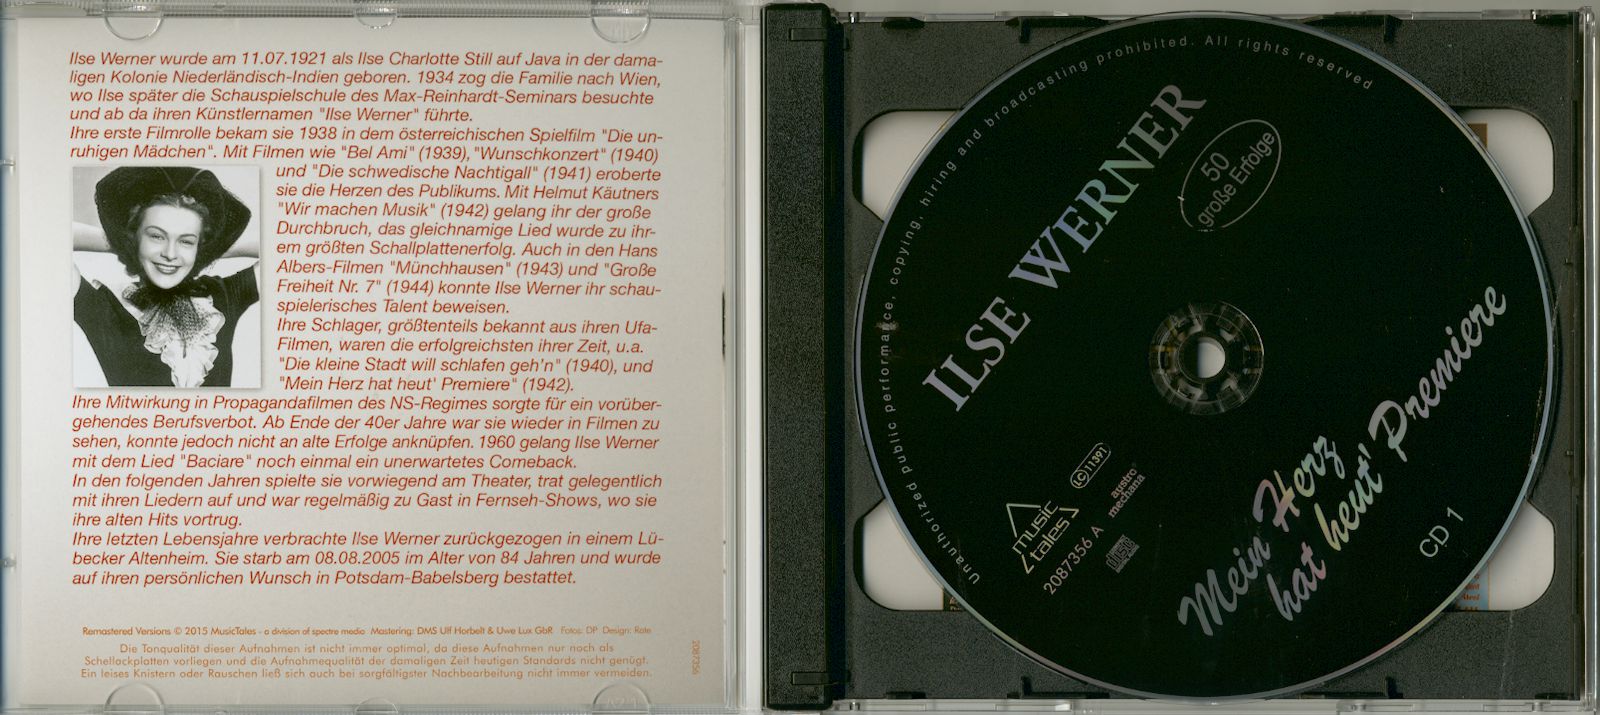 Ilse Werner wurde am 11.07.1921 als Ilse Charlotte Still auf Java in der dama-
ligen Kolonie Niederländisch-Indien geboren. 1934 zog die Familie nach Wien,
wo Ilse später die Schauspielschule des Max-Reinhardt-Seminars besuchte
und ab da ihren Künstlernamen "Ilse Werner" führte.
Ihre erste Filmrolle bekam sie 1938 in dem österreichischen Spielfilm "Die un-
ruhigen Mädchen". Mit Filmen wie "Bel Ami" (1939), "Wunschkonzert" (1940)
und "Die schwedische Nachtigall" (1941) eroberte
sie die Herzen des Publikums. Mit Helmut Käutners
"Wir machen Musik" (1942) gelang ihr der große
Durchbruch, das gleichnamige Lied wurde zu ihr-
em größten Schallplattenerfolg. Auch in den Hans
Albers-Filmen "Münchhausen" (1943) und "Große
Freiheit Nr. 7" (1944) konnte Ilse Werner ihr schau-
spielerisches Talent beweisen.
Ihre Schlager, größtenteils bekannt aus ihren Ufa-
Filmen, waren die erfolgreichsten ihrer Zeit, u.a.
"Die kleine Stadt will schlafen geh'n" (1940), und
"Mein Herz hat heut' Premiere" (1942).
Ihre Mitwirkung in Propagandafilmen des NS-Regimes sorgte für ein vorüber-
gehendes Berufsverbot. Ab Ende der 40er Jahre war sie wieder in Filmen zu
sehen, konnte jedoch nicht an alte Erfolge anknüpfen. 1960 gelang Ilse Werner
mit dem Lied "Baciare" noch einmal ein unerwartetes Comeback.
In den folgenden Jahren spielte sie vorwiegend am Theater, trat gelegentlich
mit ihren Liedern auf und war regelmäßig zu Gast in Fernseh-Shows, wo sie
ihre alten Hits vortrug.
Ihre letzten Lebensjahre verbrachte Ilse Werner zurückgezogen in einem Lü-
becker Altenheim. Sie starb am 08.08.2005 im Alter von 84 Jahren und wurde
auf ihren persönlichen Wunsch in Potsdam-Babelsberg bestattet.
Remastered Versions © 2015 MusicTales - a division of spectre media Mastering: DMS Ulf Horbelt & Uwe Lux GbR Fotos: DP Design: Rote
Die Tonqualität dieser Aufnahmen ist nicht immer optimal, da diese Aufnahmen nur noch als
Schellackplatten vorliegen und die Aufnahmequalität der damaligen Zeit heutigen Standards nicht genügt.
Ein leises Knistern oder Rauschen ließ sich auch bei sorgfältigster Nachbearbeitung nicht immer vermeiden.
2087356
Unauthorized public performance, copying, hiring and broadcasting prohibited. All rights reserved
ILSE WERNER
50
große Erfolge
Mein Herz
hat heut' Premiere
CD 1
music
tales
LC 11391
austro
mechana
2087356 A